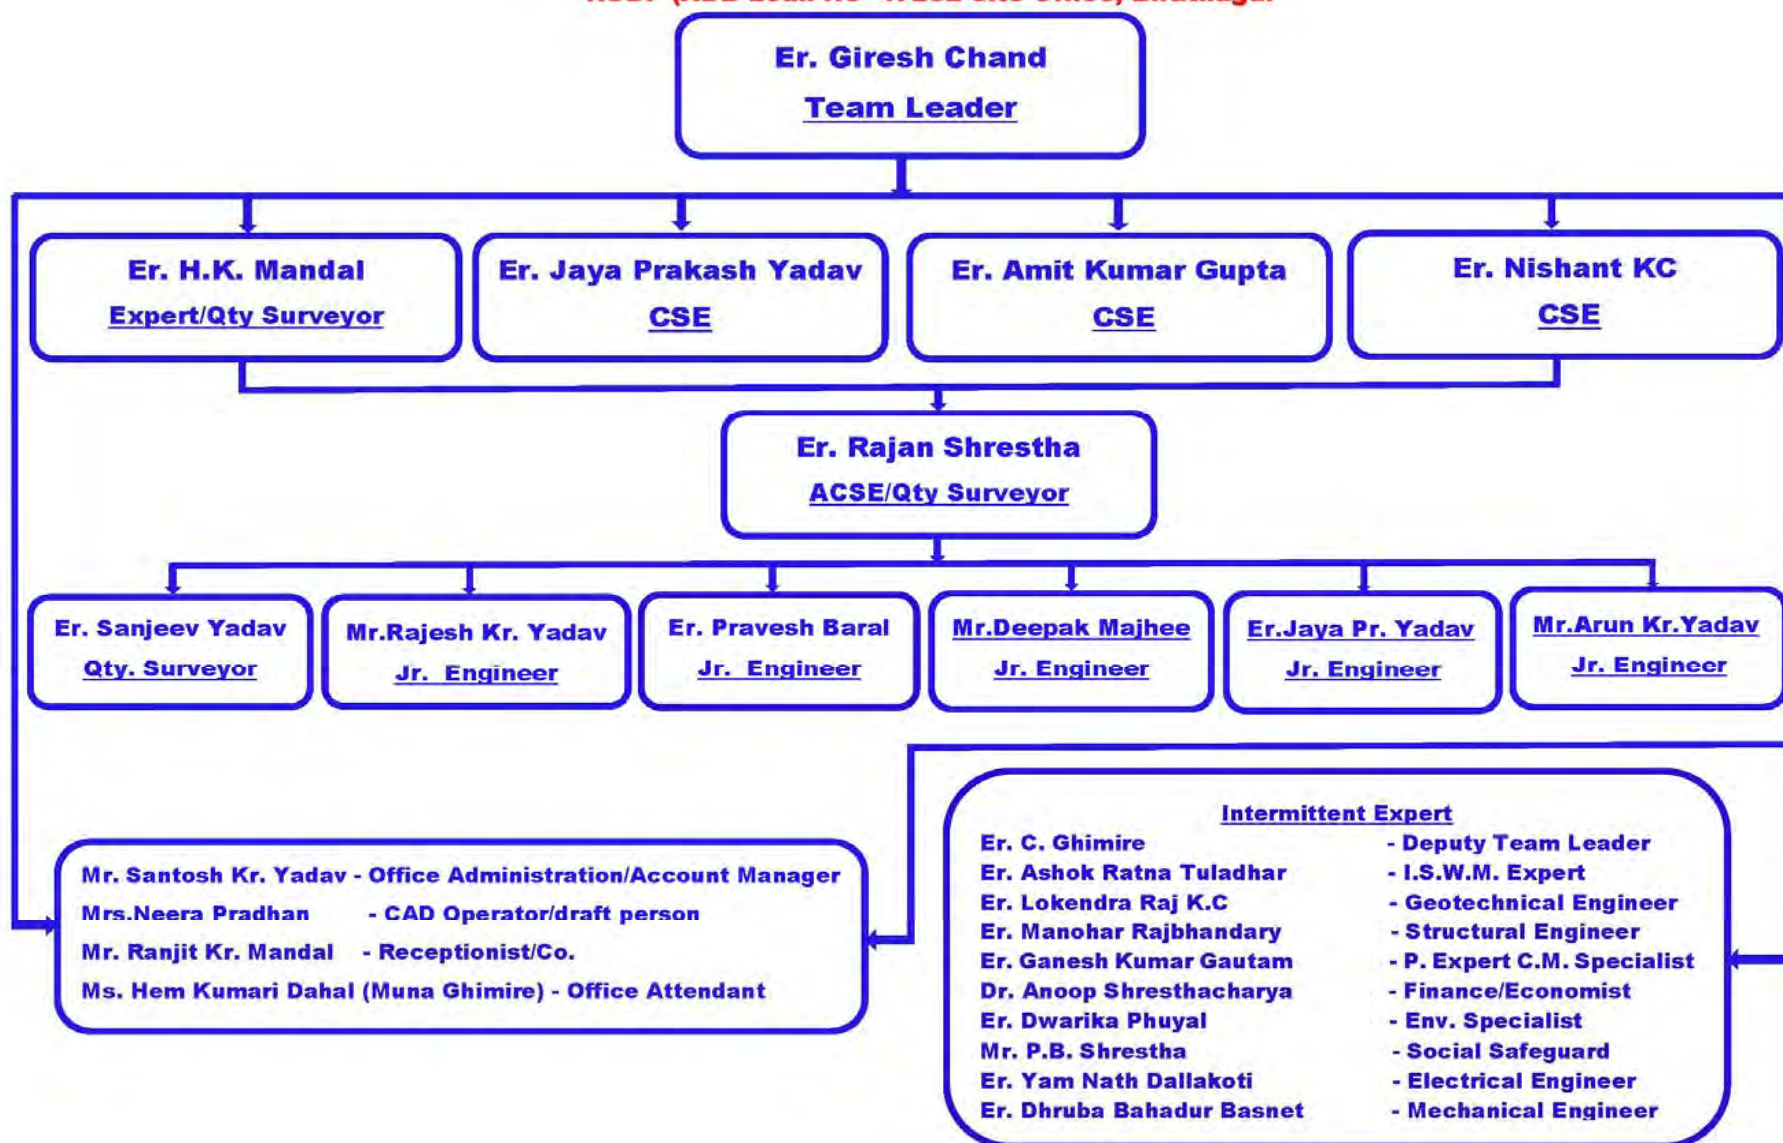 Er. Giresh Chand
Team Leader
Er. H.K. Mandal
Expert/Qty Surveyor
Er. Jaya Prakash Yadav
CSE
Er. Amit Kumar Gupta
CSE
Er. Nishant KC
CSE
Er. Rajan Shrestha
ACSE/Qty Surveyor
Er. Sanjeev Yadav
Qty. Surveyor
Mr.Rajesh Kr. Yadav
Jr. Engineer
Er. Pravesh Baral
Jr. Engineer
Mr.Deepak Majhee
Jr. Engineer
Er.Jaya Pr. Yadav
Jr. Engineer
Mr.Arun Kr.Yadav
Jr. Engineer
Mr. Santosh Kr. Yadav - Office Administration/Account Manager
Mrs.Neera Pradhan - CAD Operator/draft person
Mr. Ranjit Kr. Mandal - Receptionist/Co.
Ms. Hem Kumari Dahal (Muna Ghimire) - Office Attendant
Intermittent Expert
Er. C. Ghimire - Deputy Team Leader
Er. Ashok Ratna Tuladhar - I.S.W.M. Expert
Er. Lokendra Raj K.C - Geotechnical Engineer
Er. Manohar Rajbhandary - Structural Engineer
Er. Ganesh Kumar Gautam - P. Expert C.M. Specialist
Dr. Anoop Shresthacharya - Finance/Economist
Er. Dwarika Phuyal - Env. Specialist
Mr. P.B. Shrestha - Social Safeguard
Er. Yam Nath Dallakoti - Electrical Engineer
Er. Dhruba Bahadur Basnet - Mechanical Engineer